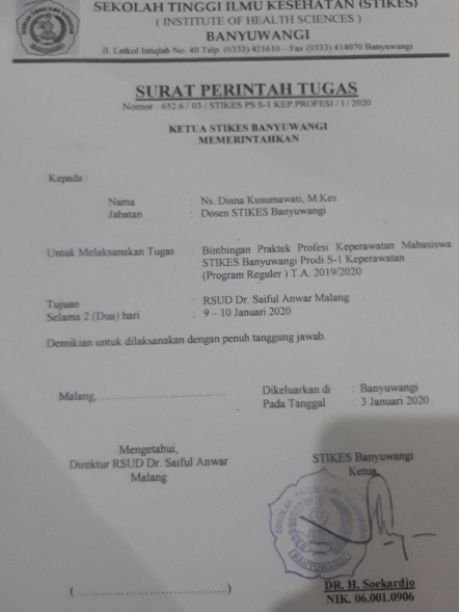 SEKOLAH TINGGI ILMU KESEHATAN (STIKES)
( INSTITUTE OF HEALTH SCIENCES )
BANYUWANGI
Jl. Letkol Istiqlah No. 40 Telp. (0333) 421610 – Fax (0333) 414070 Banyuwangi
SURAT PERINTAH TUGAS
Nomor : 652.6 / 03 / STIKES PS S-1 KEP.PROFESI / 1 / 2020
KETUA STIKES BANYUWANGI
MEMERINTAHKAN
Kepada :
Nama : Ns. Diana Kusumawati, M.Kes
Jabatan : Dosen STIKES Banyuwangi
Untuk Melaksanakan Tugas : Bimbingan Praktek Profesi Keperawatan Mahasiswa
STIKES Banyuwangi Prodi S-1 Keperawatan
(Program Reguler ) T.A. 2019/2020
Tujuan : RSUD Dr. Saiful Anwar Malang
Selama 2 (Dua) hari : 9 – 10 Januari 2020
Demikian untuk dilaksanakan dengan penuh tanggung jawab.
Malang, ................................
Dikeluarkan di : Banyuwangi
Pada Tanggal : 3 Januari 2020
Mengetahui,
Direktur RSUD Dr. Saiful Anwar
Malang
(........................................)
STIKES Banyuwangi
Ketua,
BANYUWANGI
DR. H. Soekardjo
NIK. 06.001.0906